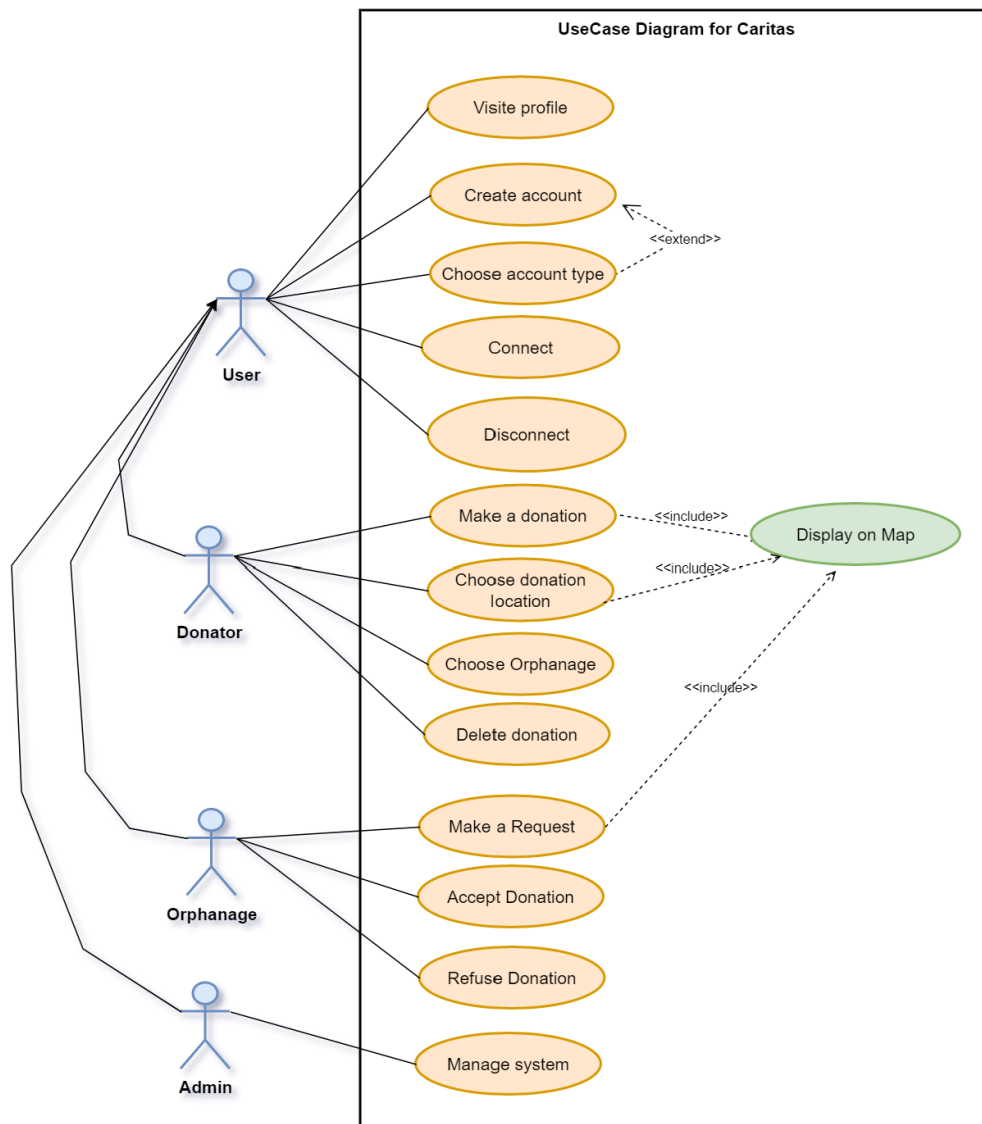 UseCase Diagram for Caritas
Visite profile
Create account
<<extend>>
Choose account type
Connect
User
Disconnect
Make a donation
<<include>>
Display on Map
Choose donation
location
<<include>>
Donator
Choose Orphanage
<<include>>
Delete donation
Make a Request
Accept Donation
Orphanage
Refuse Donation
Manage system
Admin